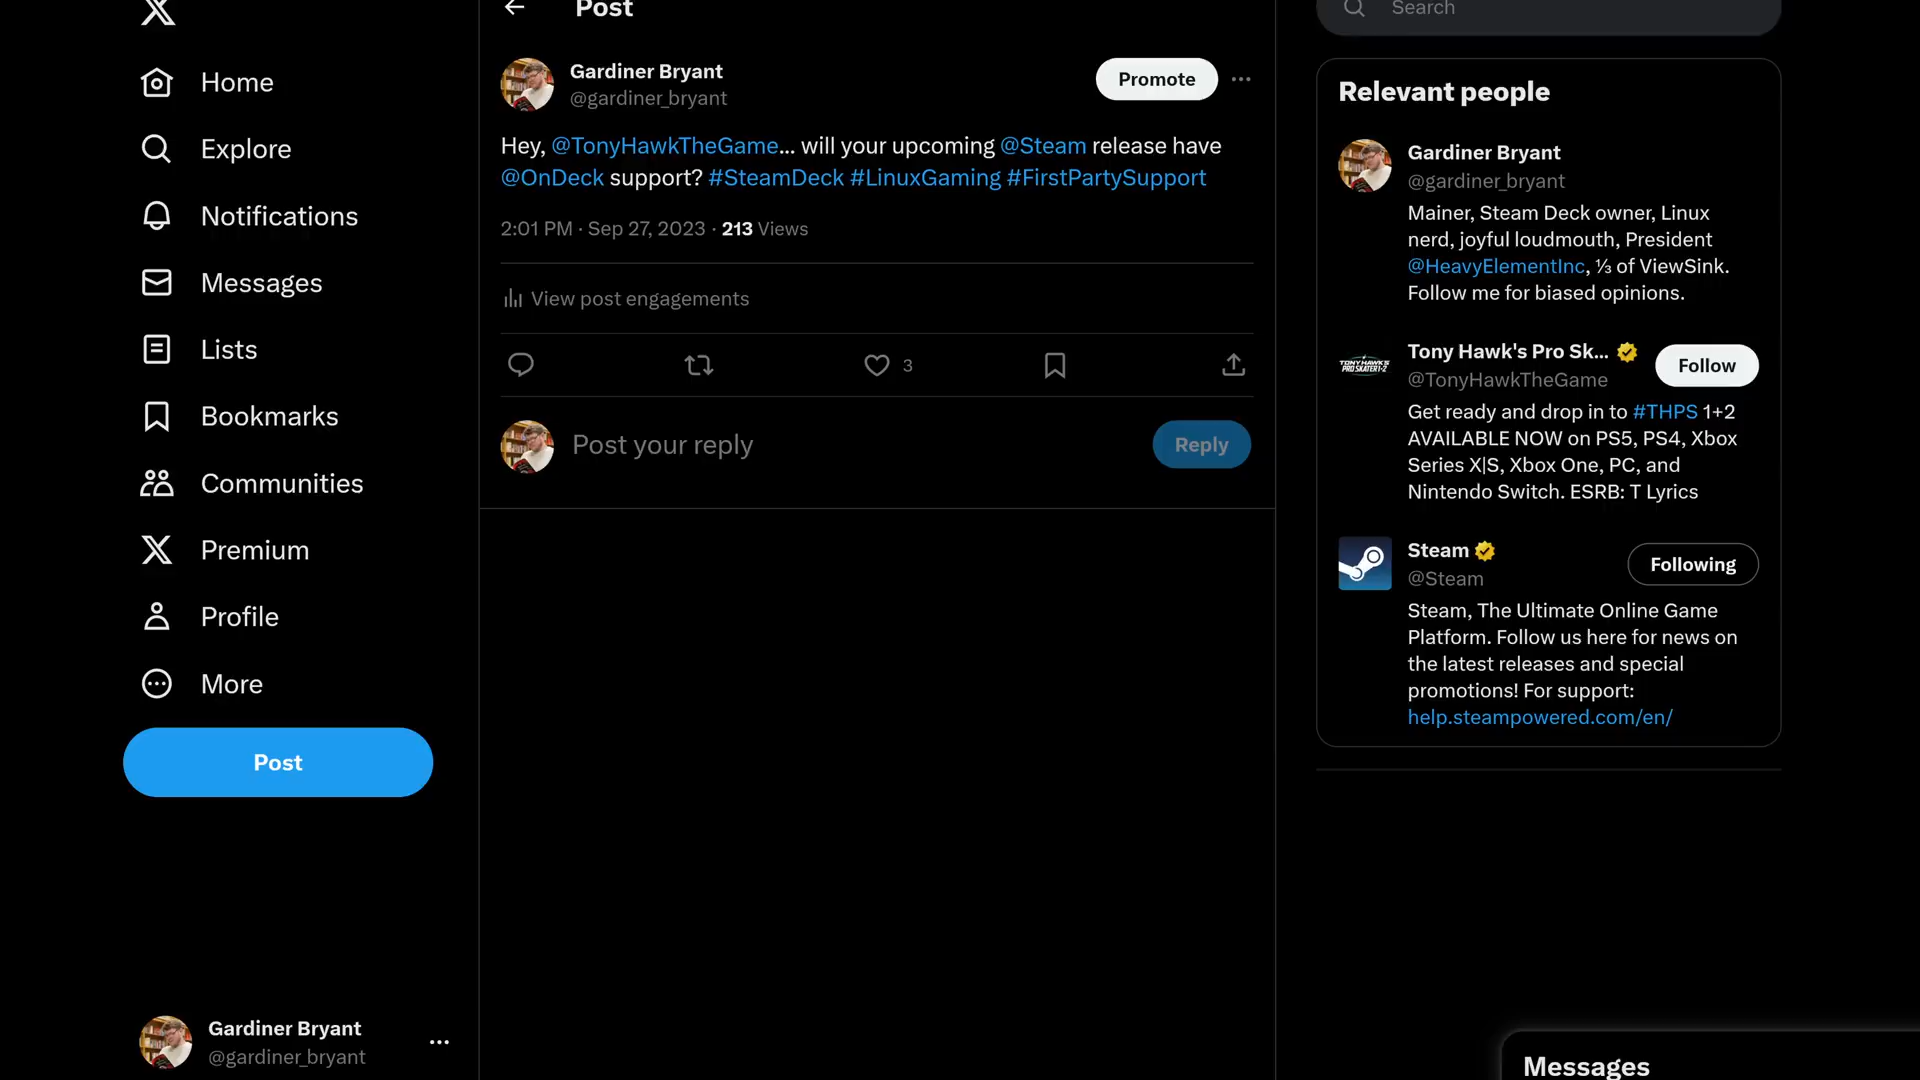 Home
Explore
Notifications
Messages
Lists
Bookmarks
Communities
Premium
Profile
More
Post
Gardiner Bryant
@gardiner_bryant
Post
Gardiner Bryant
@gardiner_bryant
Promote
Hey, @TonyHawkTheGame... will your upcoming @Steam release have
@OnDeck support? #SteamDeck #LinuxGaming #FirstPartySupport
2:01 PM · Sep 27, 2023 · 213 Views
View post engagements
3
Post your reply
Reply
Search
Relevant people
Gardiner Bryant
@gardiner_bryant
Mainer, Steam Deck owner, Linux
nerd, joyful loudmouth, President
@HeavyElementInc, ⅓ of ViewSink.
Follow me for biased opinions.
TONY HAWK'S
PRO SKATER 1+2
Tony Hawk's Pro Sk...
@TonyHawkTheGame
Follow
Get ready and drop in to #THPS 1+2
AVAILABLE NOW on PS5, PS4, Xbox
Series X|S, Xbox One, PC, and
Nintendo Switch. ESRB: T Lyrics
Steam
@Steam
Following
Steam, The Ultimate Online Game
Platform. Follow us here for news on
the latest releases and special
promotions! For support:
help.steampowered.com/en/
Messages